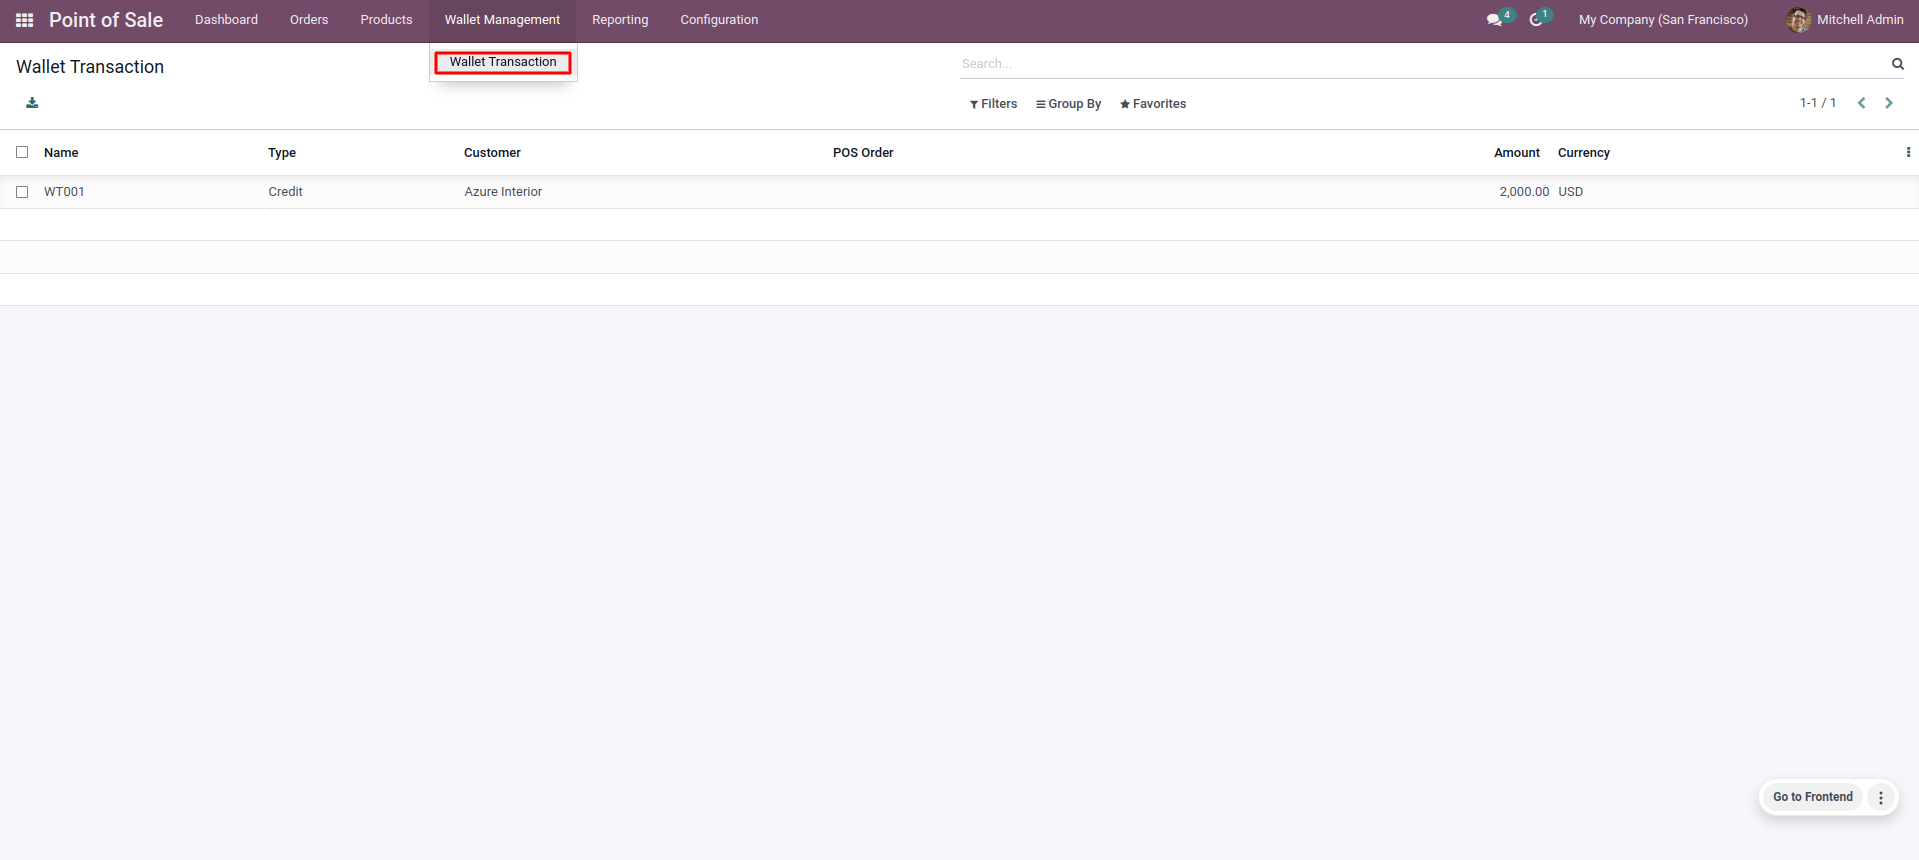 Point of Sale Dashboard Orders Products Wallet Management Reporting Configuration 4 1 My Company (San Francisco) Mitchell Admin
Wallet Transaction Wallet Transaction Search...
Filters Group By Favorites 1-1 / 1
Name Type Customer POS Order Amount Currency
WT001 Credit Azure Interior 2,000.00 USD
Go to Frontend